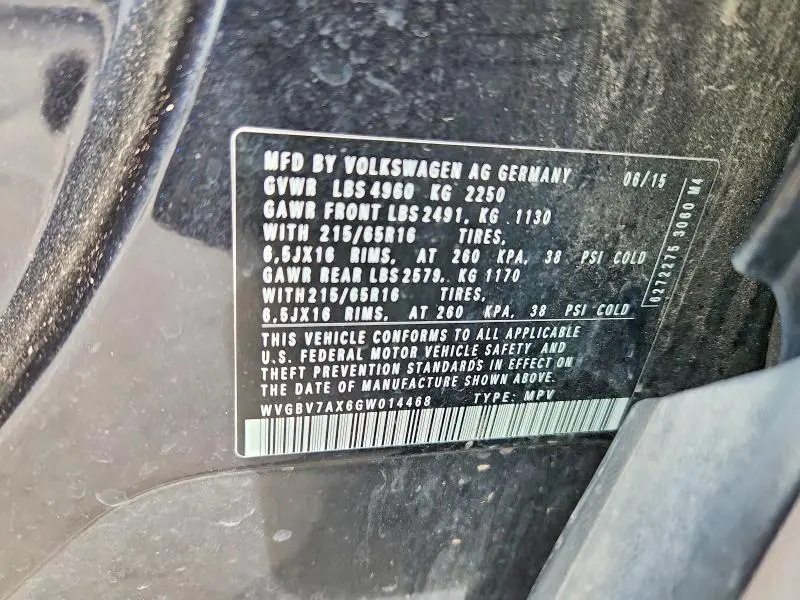 MFD BY VOLKSWAGEN AG GERMANY 06/15
GVWR LBS 4960 KG 2250
GAWR FRONT LBS 2491, KG 1130
WITH 215/65R16 TIRES,
6,5JX16 RIMS, AT 260 KPA, 38 PSI COLD
GAWR REAR LBS 2579, KG 1170
WITH 215/65R16 TIRES,
6,5JX16 RIMS, AT 260 KPA, 38 PSI COLD
THIS VEHICLE CONFORMS TO ALL APPLICABLE
U.S. FEDERAL MOTOR VEHICLE SAFETY AND
THEFT PREVENTION STANDARDS IN EFFECT ON
THE DATE OF MANUFACTURE SHOWN ABOVE.
WVGBV7AX6GW014468 TYPE: MPV
6272275 3060 M4